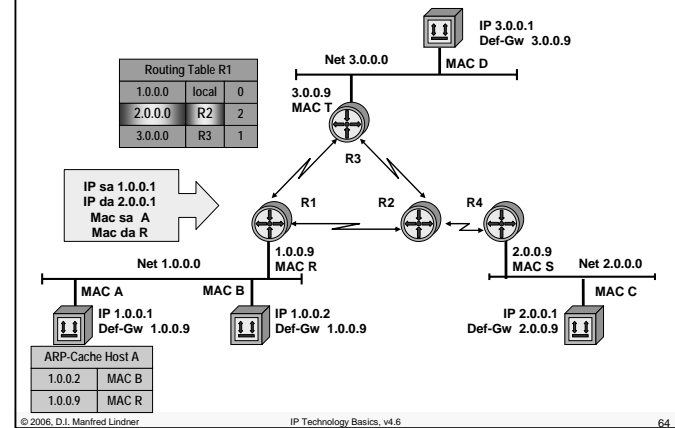 IP 3.0.0.1
Def-Gw 3.0.0.9
Net 3.0.0.0
MAC D
Routing Table R1
1.0.0.0 local 0
2.0.0.0 R2 2
3.0.0.0 R3 1
3.0.0.9
MAC T
R3
IP sa 1.0.0.1
IP da 2.0.0.1
Mac sa A
Mac da R
R1
R2
R4
1.0.0.9
MAC R
2.0.0.9
MAC S
Net 1.0.0.0
Net 2.0.0.0
MAC A
MAC B
MAC C
IP 1.0.0.1
Def-Gw 1.0.0.9
IP 1.0.0.2
Def-Gw 1.0.0.9
IP 2.0.0.1
Def-Gw 2.0.0.9
ARP-Cache Host A
1.0.0.2 MAC B
1.0.0.9 MAC R
© 2006, D.I. Manfred Lindner
IP Technology Basics, v4.6
64